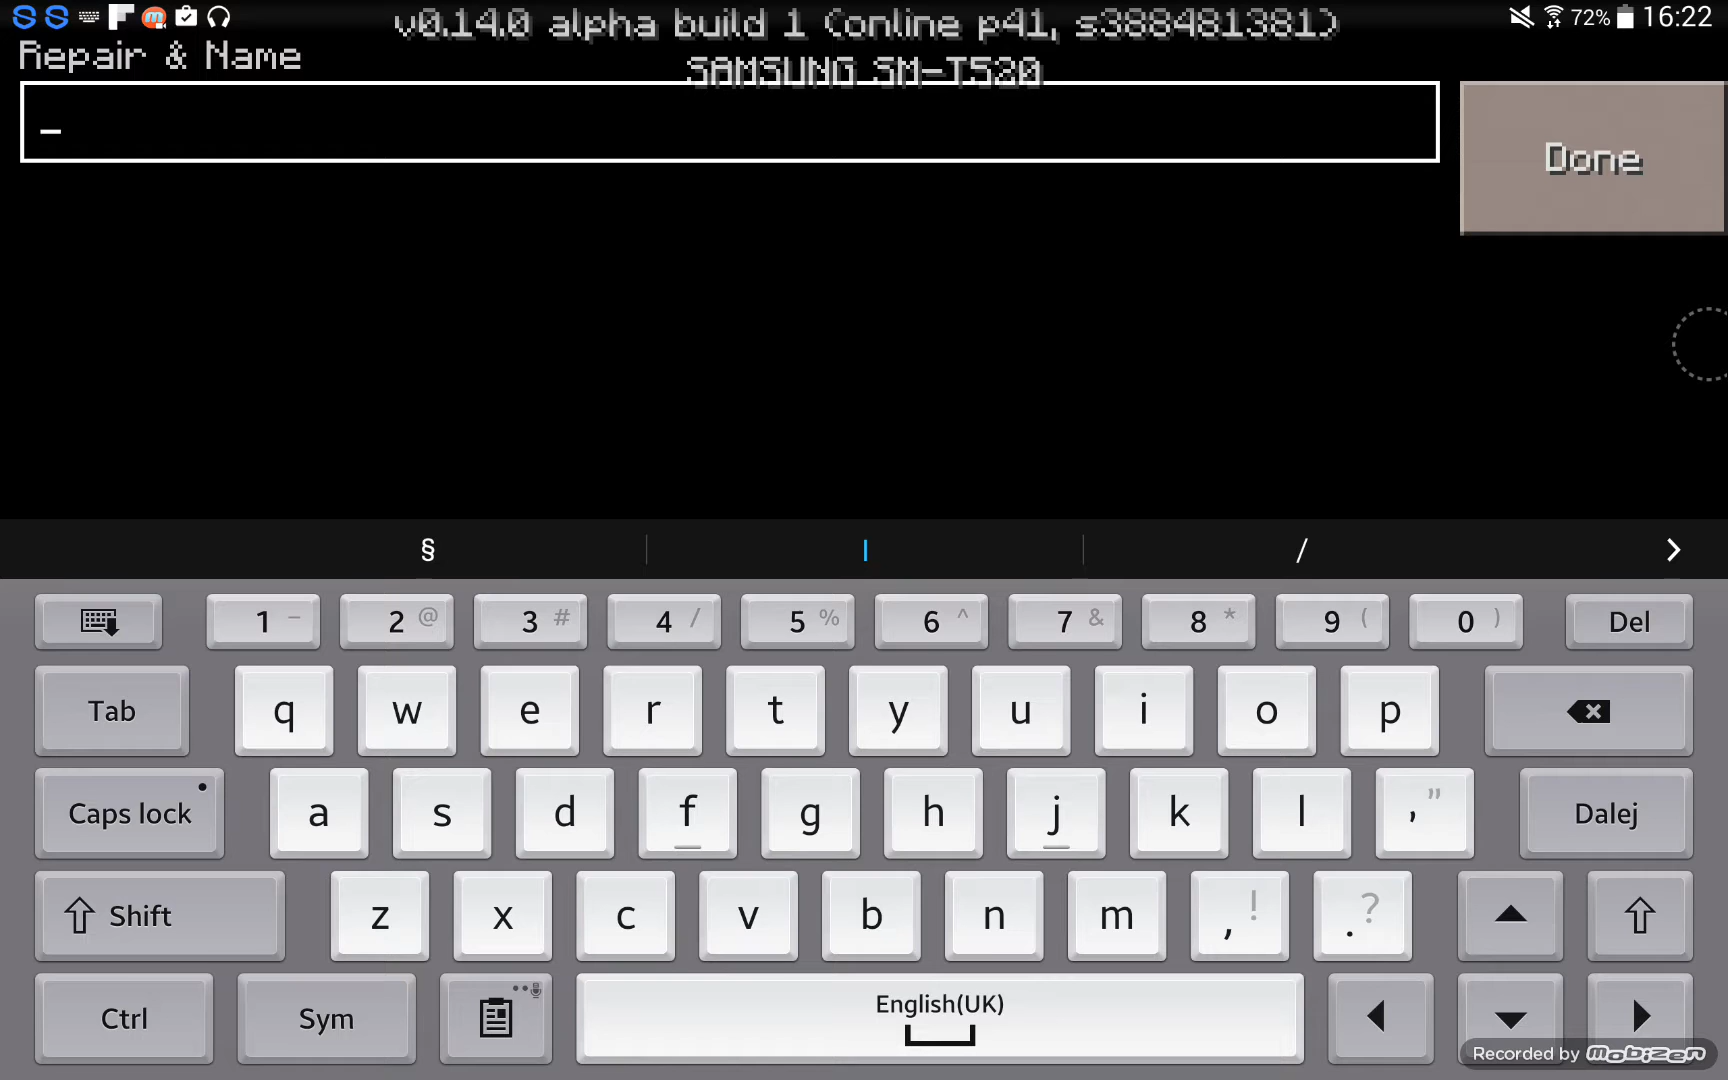 v0.14.0 alpha build 1 (online p41, s388481381)
72% 16:22
Repair & Name
SAMSUNG SM-T520
_
Done
§ | /
1 - 2 @ 3 # 4 / 5 % 6 ^ 7 & 8 * 9 ( 0 ) Del
Tab q w e r t y u i o p
Caps lock a s d f g h j k l ' " Dalej
Shift z x c v b n m , ! . ?
Ctrl Sym English(UK)
Recorded by mobizen